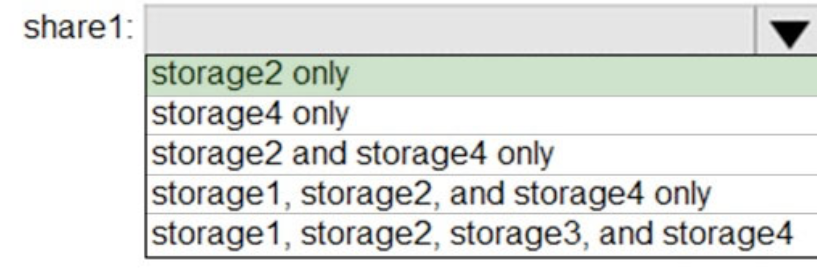 share1:
storage2 only
storage4 only
storage2 and storage4 only
storage1, storage2, and storage4 only
storage1, storage2, storage3, and storage4